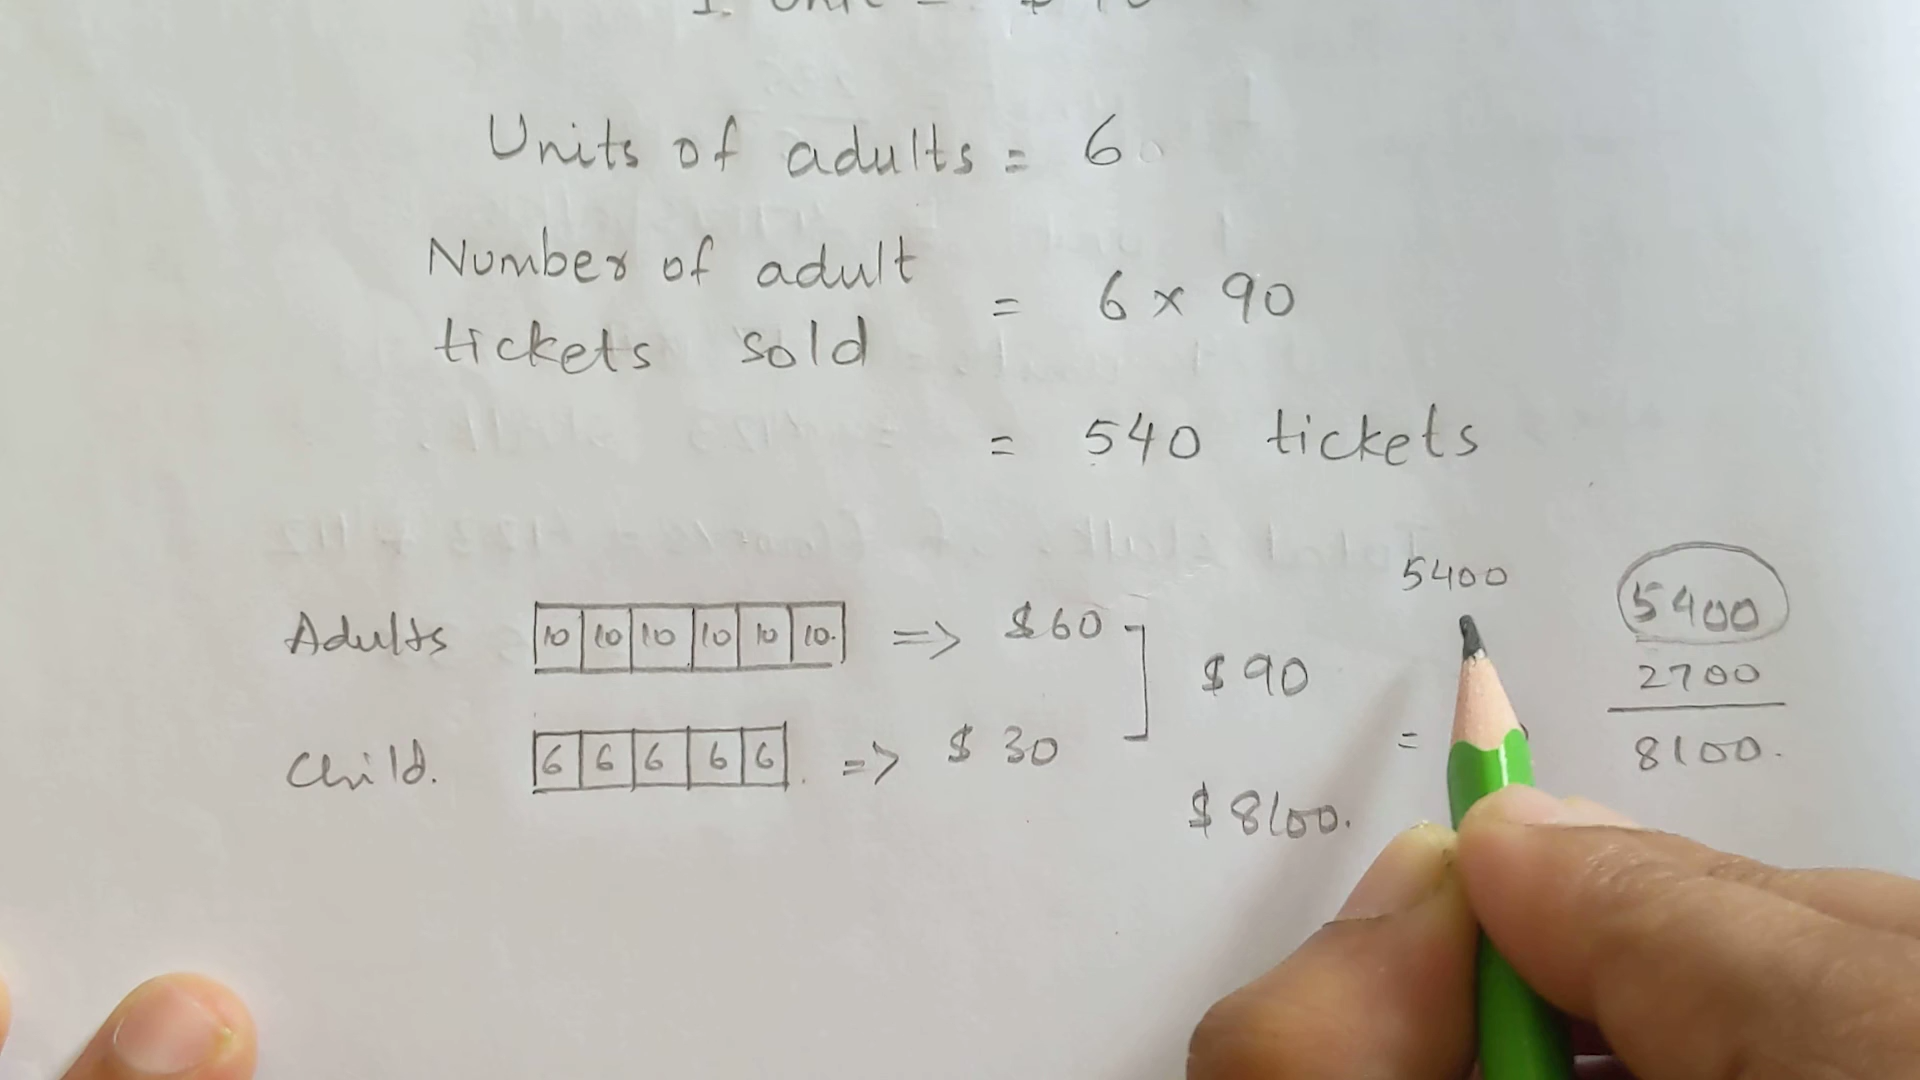 Units of adults = 6
Number of adult
tickets sold
= 6 x 90
= 540 tickets
5400
5400
2700
8100.
Adults 10 10 10 10 10 10. => $60
$90
Child. 6 6 6 6 6 => $30
=
$8100.